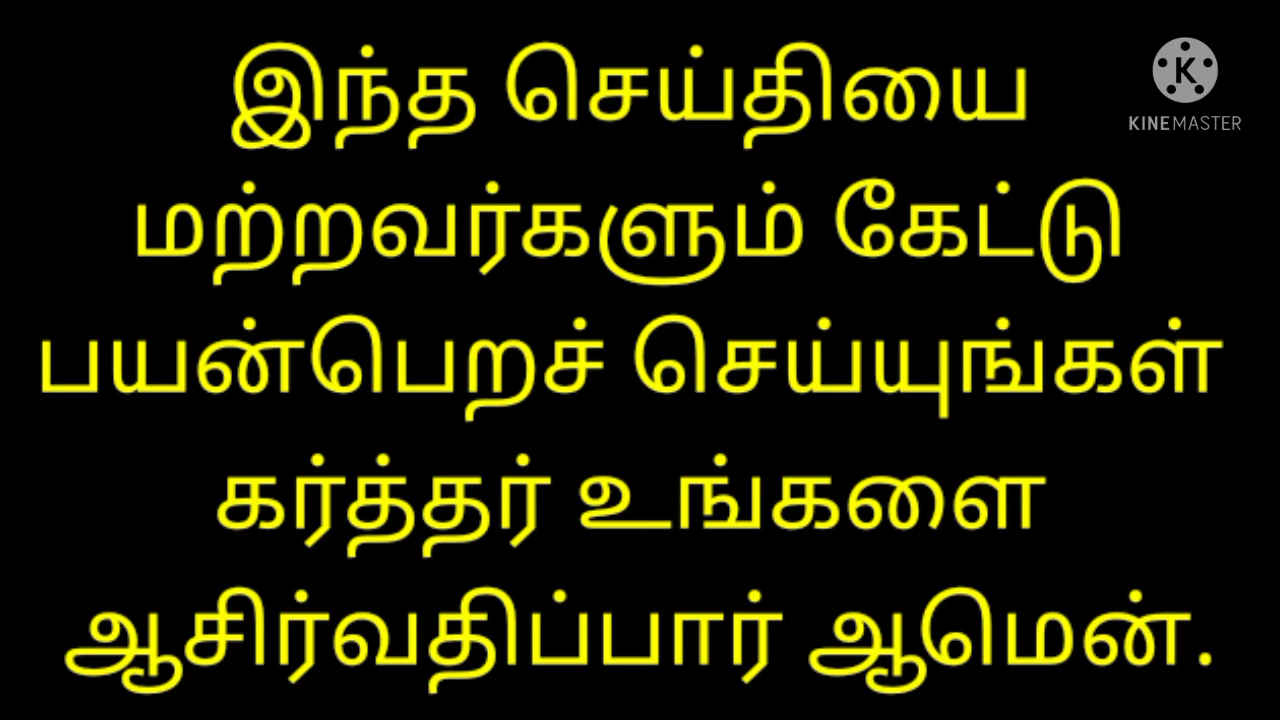 இந்த செய்தியை
மற்றவர்களும் கேட்டு
பயன்பெறச் செய்யுங்கள்
கர்த்தர் உங்களை
ஆசிர்வதிப்பார் ஆமென்.
K
KINEMASTER